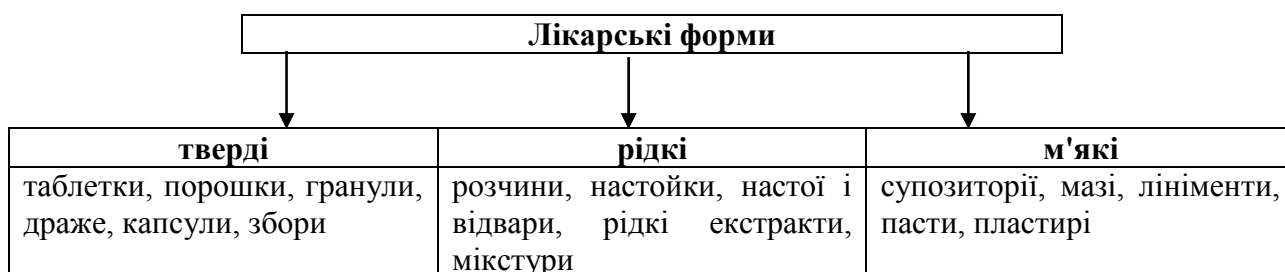 Лікарські форми
тверді
рідкі
м'які
таблетки, порошки, гранули,
драже, капсули, збори
розчини, настойки, настої і
відвари, рідкі екстракти,
мікстури
супозиторії, мазі, лініменти,
пасти, пластирі